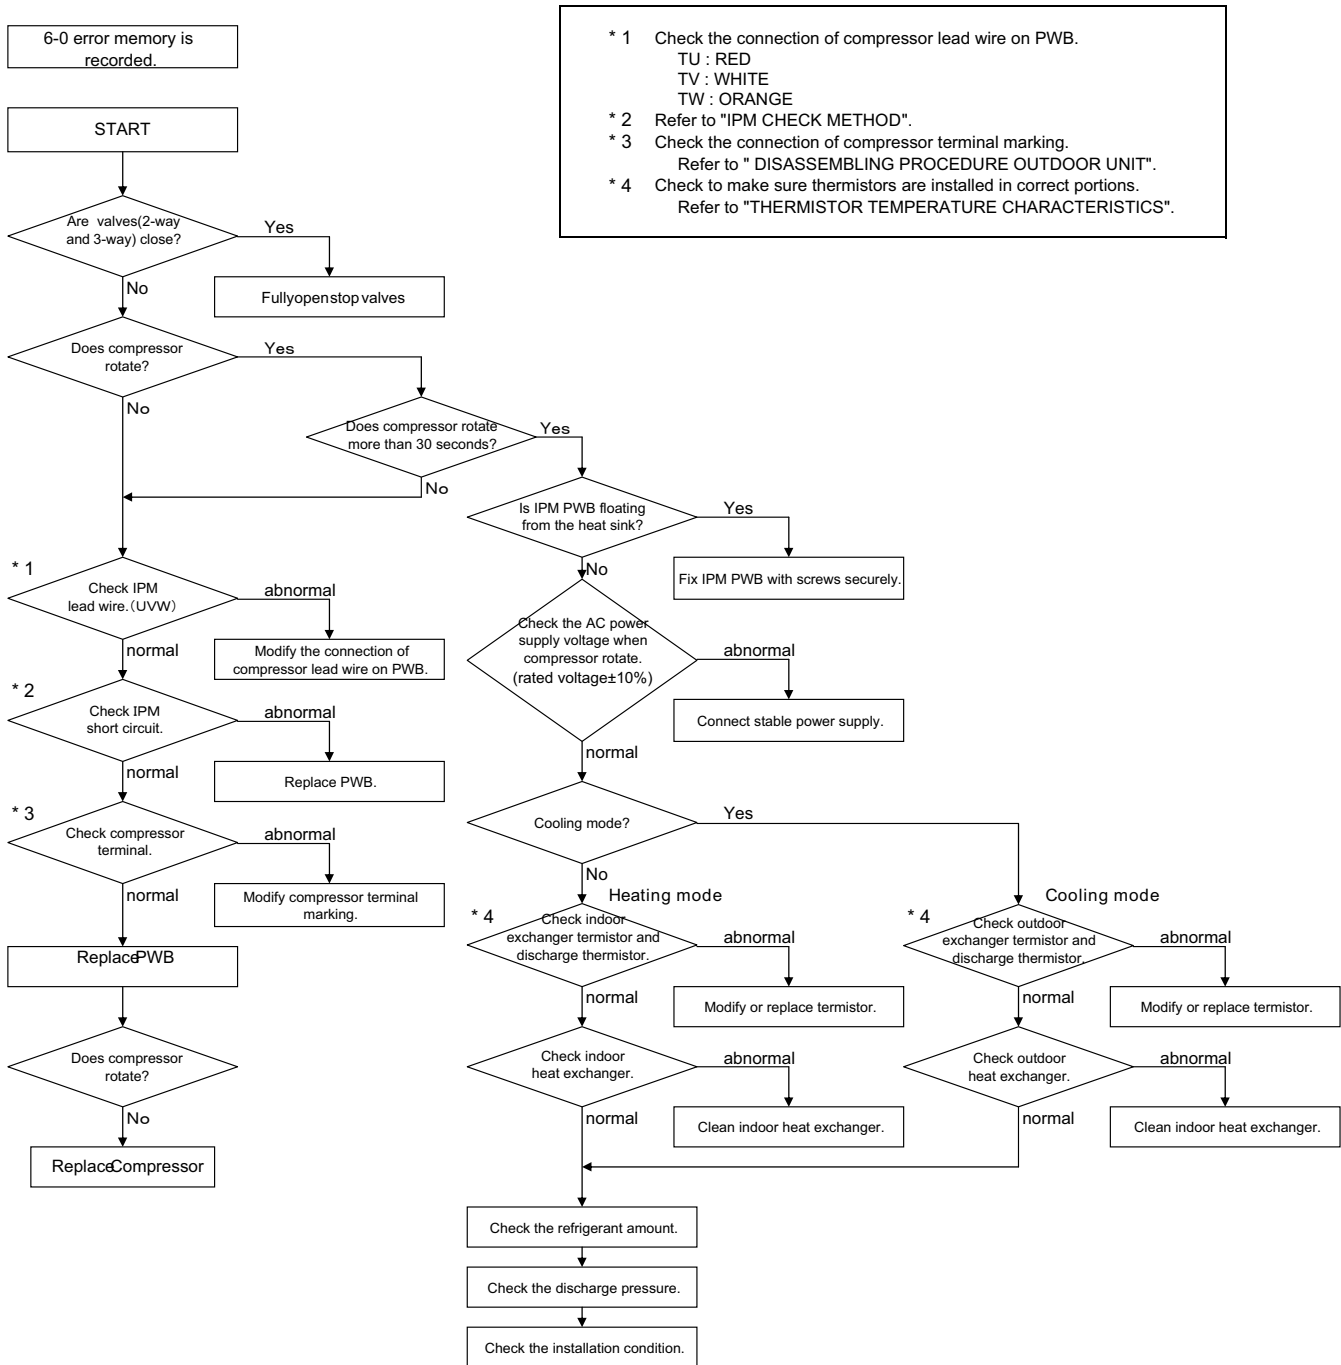 6-0 error memory is
recorded.
* 1 Check the connection of compressor lead wire on PWB.
TU : RED
TV : WHITE
TW : ORANGE
* 2 Refer to "IPM CHECK METHOD".
* 3 Check the connection of compressor terminal marking.
Refer to " DISASSEMBLING PROCEDURE OUTDOOR UNIT".
* 4 Check to make sure thermistors are installed in correct portions.
Refer to "THERMISTOR TEMPERATURE CHARACTERISTICS".
START
Are valves(2-way
and 3-way) close?
Yes
Fullyopenstopvalves
No
Does compressor
rotate?
Yes
No
Does compressor rotate
more than 30 seconds?
Yes
No
Is IPM PWB floating
from the heat sink?
Yes
Fix IPM PWB with screws securely.
No
* 1
Check IPM
lead wire.(UVW)
abnormal
Modify the connection of
compressor lead wire on PWB.
normal
Check the AC power
supply voltage when
compressor rotate.
(rated voltage±10%)
abnormal
Connect stable power supply.
normal
* 2
Check IPM
short circuit.
abnormal
Replace PWB.
normal
* 3
Check compressor
terminal.
abnormal
Modify compressor terminal
marking.
normal
Cooling mode?
Yes
No
Heating mode
Cooling mode
* 4
Check indoor
exchanger termistor and
discharge thermistor.
abnormal
Modify or replace termistor.
normal
* 4
Check outdoor
exchanger termistor and
discharge thermistor.
abnormal
Modify or replace termistor.
normal
ReplacePWB
Does compressor
rotate?
No
ReplaceCompressor
Check indoor
heat exchanger.
abnormal
Clean indoor heat exchanger.
normal
Check outdoor
heat exchanger.
abnormal
Clean indoor heat exchanger.
normal
Check the refrigerant amount.
Check the discharge pressure.
Check the installation condition.